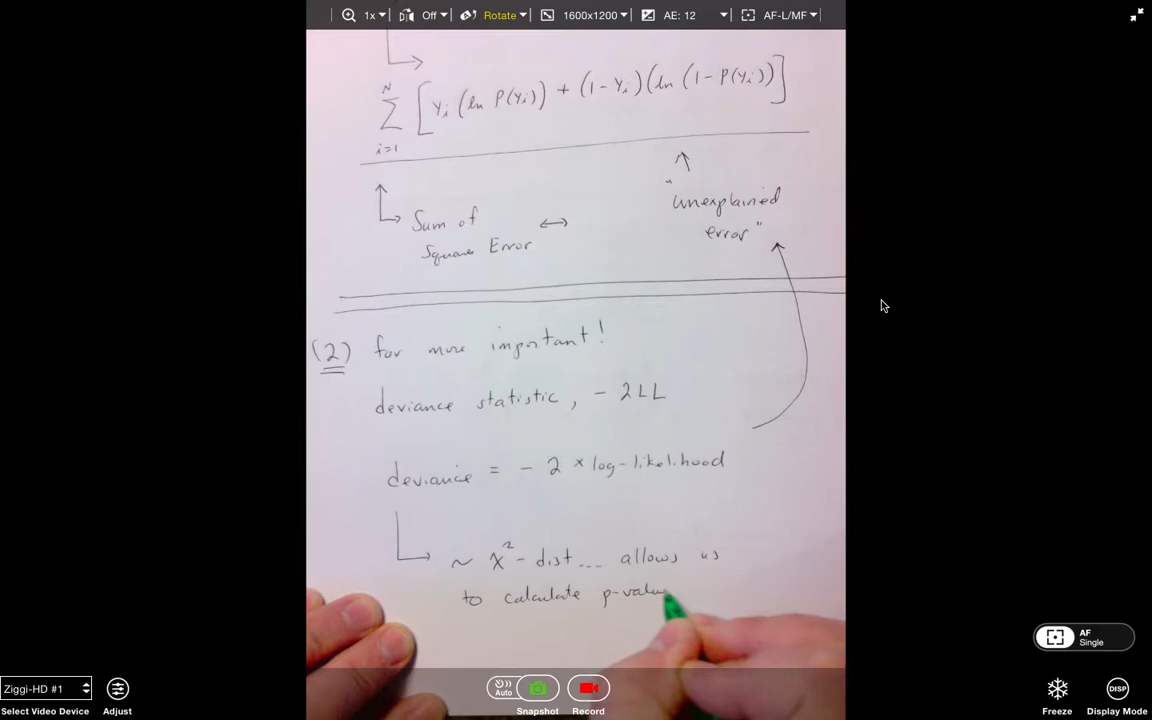 1x Off Rotate 1600x1200 AE: 12 AF-L/MF
N
∑ [ Yi (ln P(Yi)) + (1 - Yi)(ln (1 - P(Yi)) ]
i=1
Sum of
Square Error ↔
"unexplained
error"
(2) far more important!
deviance statistic, - 2LL
deviance = - 2 × log-likelihood
~ χ² - dist... allows us
to calculate p-value
AF
Single
Ziggi-HD #1
Select Video Device
Adjust
Auto
Snapshot
Record
Freeze
DISP
Display Mode